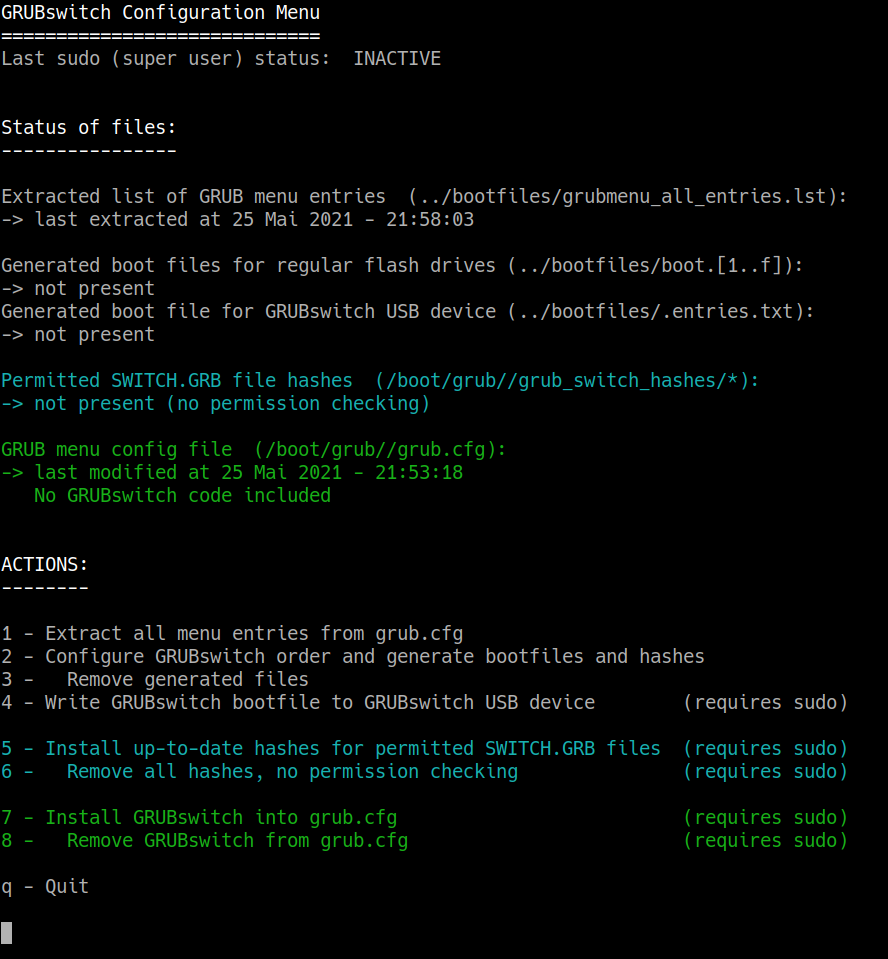 GRUBswitch Configuration Menu
=============================
Last sudo (super user) status:  INACTIVE
Status of files:
----------------
Extracted list of GRUB menu entries  (../bootfiles/grubmenu_all_entries.lst):
-> last extracted at 25 Mai 2021 - 21:58:03
Generated boot files for regular flash drives (../bootfiles/boot.[1..f]):
-> not present
Generated boot file for GRUBswitch USB device (../bootfiles/.entries.txt):
-> not present
Permitted SWITCH.GRB file hashes  (/boot/grub//grub_switch_hashes/*):
-> not present (no permission checking)
GRUB menu config file  (/boot/grub//grub.cfg):
-> last modified at 25 Mai 2021 - 21:53:18
   No GRUBswitch code included
ACTIONS:
--------
1 - Extract all menu entries from grub.cfg
2 - Configure GRUBswitch order and generate bootfiles and hashes
3 -   Remove generated files
4 - Write GRUBswitch bootfile to GRUBswitch USB device        (requires sudo)
5 - Install up-to-date hashes for permitted SWITCH.GRB files  (requires sudo)
6 -   Remove all hashes, no permission checking               (requires sudo)
7 - Install GRUBswitch into grub.cfg                          (requires sudo)
8 -   Remove GRUBswitch from grub.cfg                         (requires sudo)
q - Quit